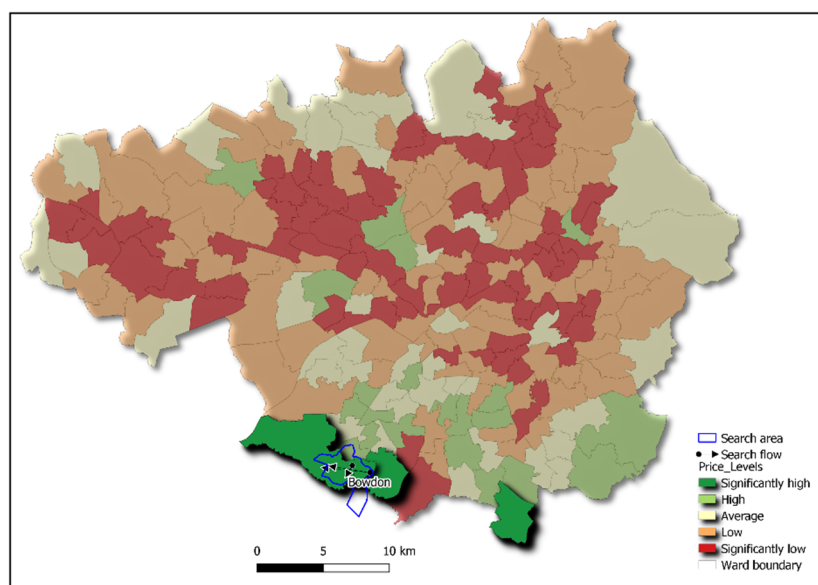 Bowdon
Search area
Search flow
Price_Levels
Significantly high
High
Average
Low
Significantly low
Ward boundary
0 5 10 km